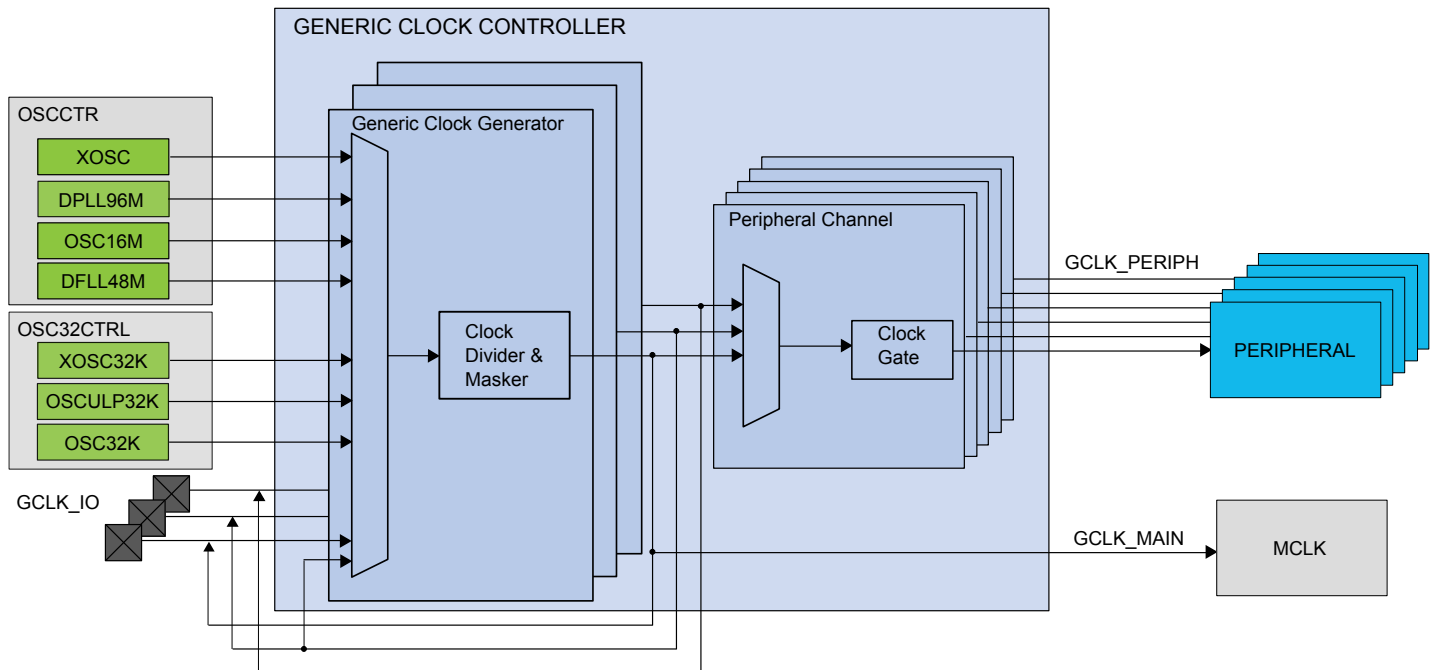 GENERIC CLOCK CONTROLLER
OSCCTR
XOSC
DPLL96M
OSC16M
DFLL48M
OSC32CTRL
XOSC32K
OSCULP32K
OSC32K
GCLK_IO
Generic Clock Generator
Clock
Divider &
Masker
Peripheral Channel
Clock
Gate
GCLK_PERIPH
PERIPHERAL
GCLK_MAIN
MCLK